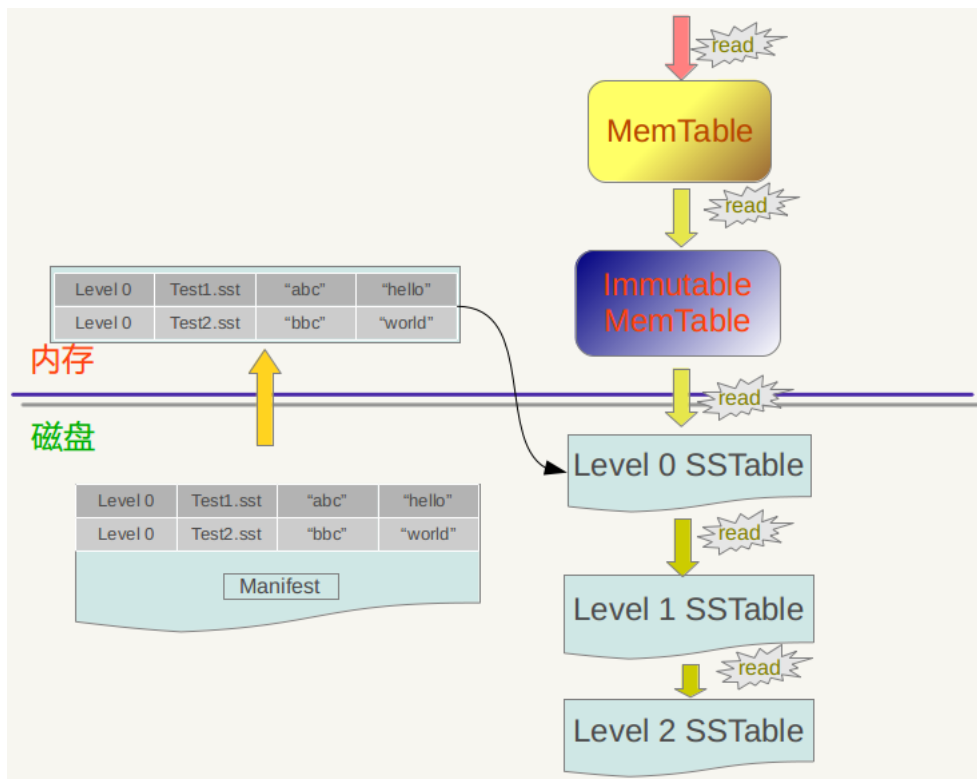 read
MemTable
read
Immutable
MemTable
Level 0 Test1.sst “abc” “hello”
Level 0 Test2.sst “bbc” “world”
内存
read
磁盘
Level 0 SSTable
Level 0 Test1.sst “abc” “hello”
Level 0 Test2.sst “bbc” “world”
Manifest
read
Level 1 SSTable
read
Level 2 SSTable